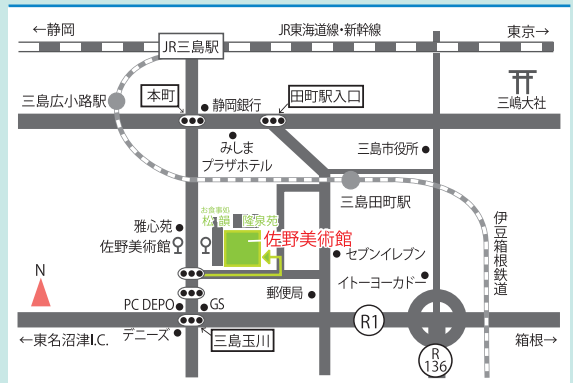 ←静岡
JR東海道線・新幹線
東京→
JR三島駅
三島広小路駅
本町
静岡銀行
田町駅入口
三嶋大社
みしま
プラザホテル
三島市役所
三島田町駅
お食事処
松韻
隆泉苑
雅心苑
佐野美術館
佐野美術館
セブンイレブン
伊豆箱根鉄道
イトーヨーカドー
N
郵便局
PC DEPO
GS
R1
デニーズ
三島玉川
←東名沼津I.C.
箱根→
R
136